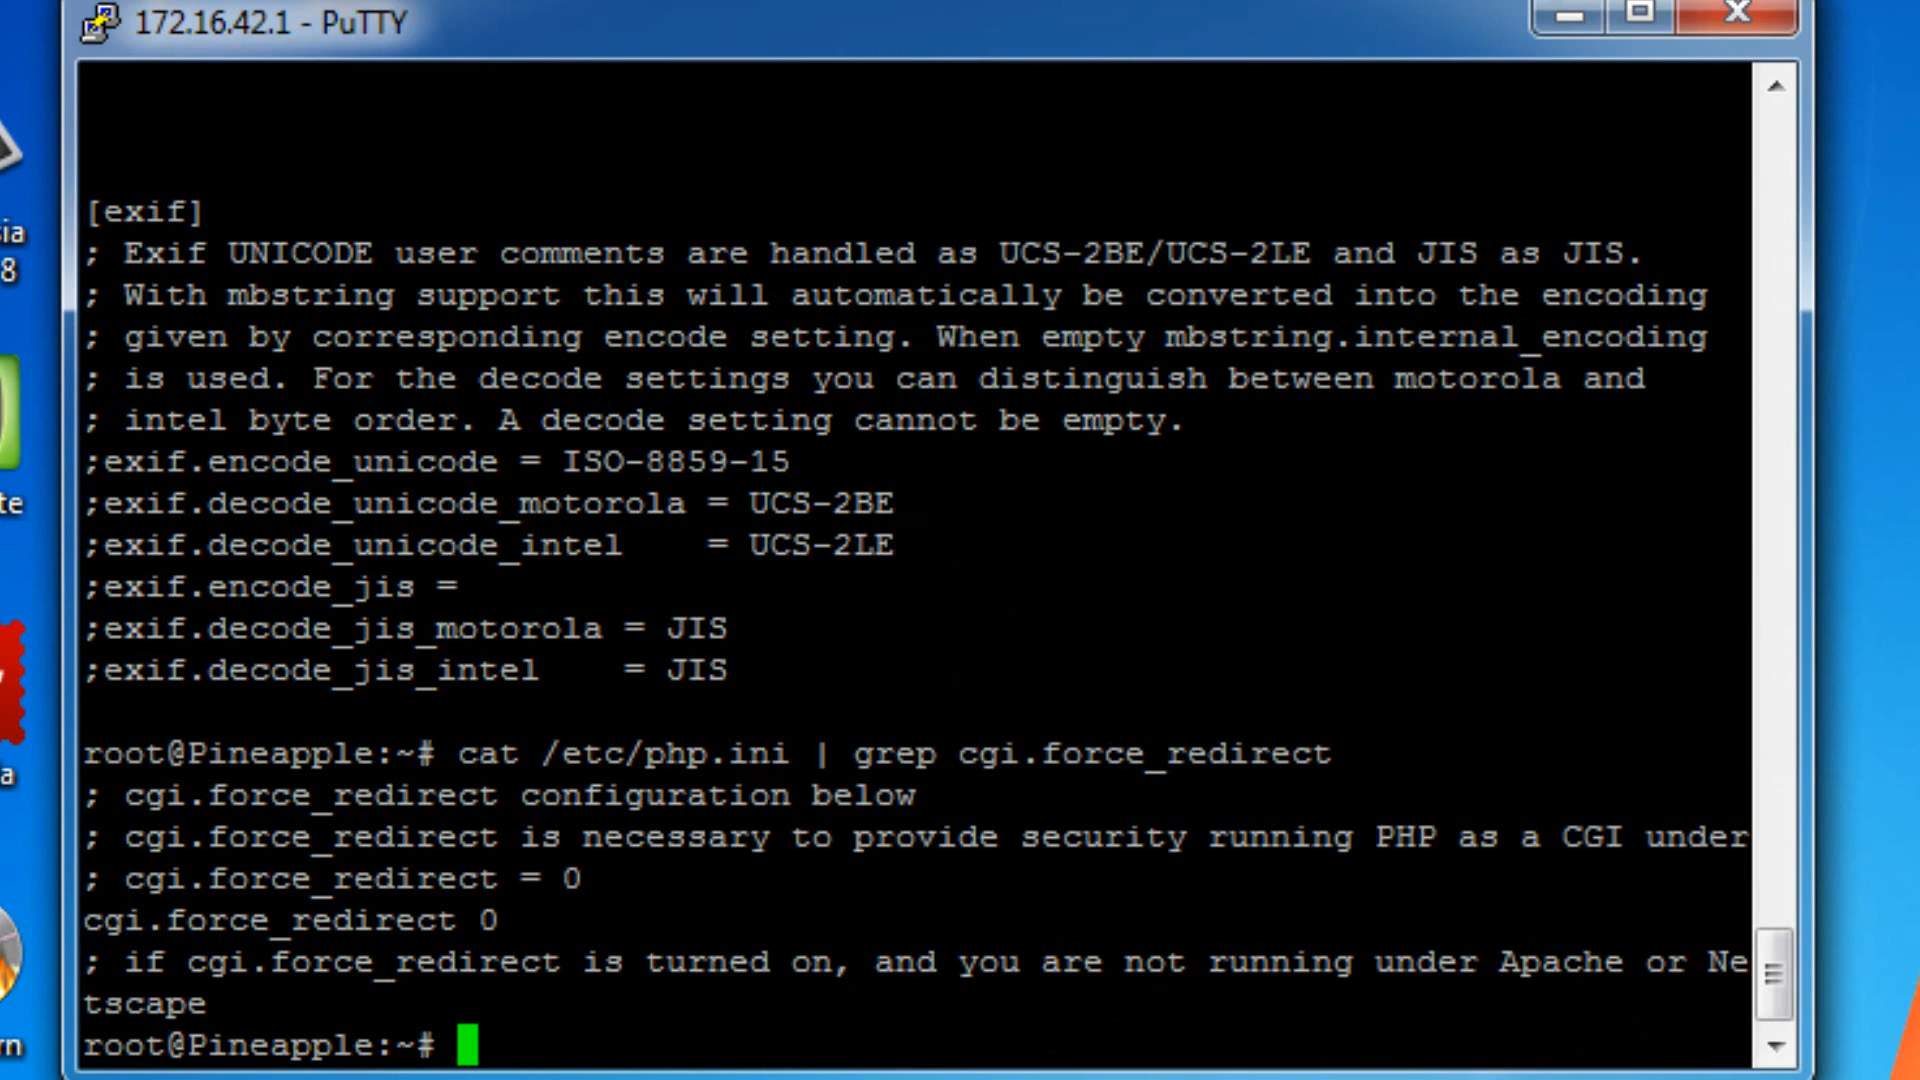 172.16.42.1 - PuTTY
[exif]
; Exif UNICODE user comments are handled as UCS-2BE/UCS-2LE and JIS as JIS.
; With mbstring support this will automatically be converted into the encoding
; given by corresponding encode setting. When empty mbstring.internal_encoding
; is used. For the decode settings you can distinguish between motorola and
; intel byte order. A decode setting cannot be empty.
;exif.encode_unicode = ISO-8859-15
;exif.decode_unicode_motorola = UCS-2BE
;exif.decode_unicode_intel    = UCS-2LE
;exif.encode_jis =
;exif.decode_jis_motorola = JIS
;exif.decode_jis_intel    = JIS
root@Pineapple:~# cat /etc/php.ini | grep cgi.force_redirect
; cgi.force_redirect configuration below
; cgi.force_redirect is necessary to provide security running PHP as a CGI under
; cgi.force_redirect = 0
cgi.force_redirect 0
; if cgi.force_redirect is turned on, and you are not running under Apache or Ne
tscape
root@Pineapple:~#